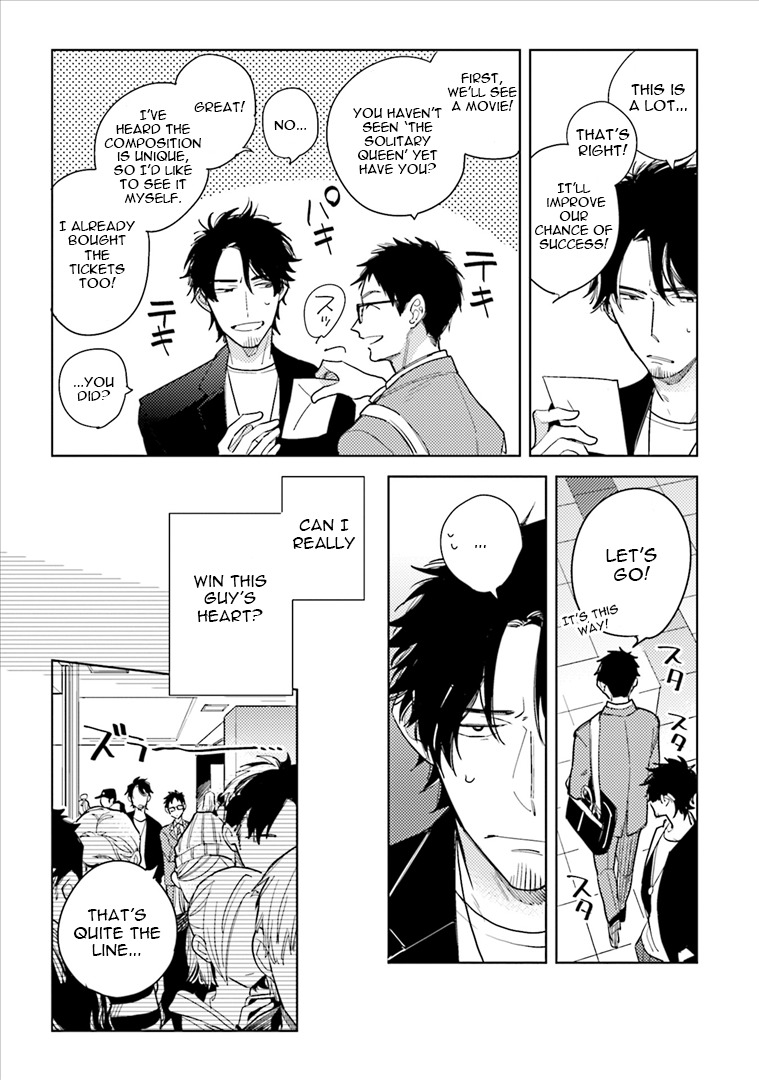 THIS IS
A LOT...
THAT'S
RIGHT!
IT'LL
IMPROVE
OUR
CHANCE OF
SUCCESS!
FIRST,
WE'LL SEE
A MOVIE!
YOU HAVEN'T
SEEN 'THE
SOLITARY
QUEEN' YET
HAVE YOU?
NO...
GREAT!
I'VE
HEARD THE
COMPOSITION
IS UNIQUE,
SO I'D LIKE
TO SEE IT
MYSELF.
I ALREADY
BOUGHT
THE
TICKETS
TOO!
...YOU
DID?
テキ
パキ
テキ
スッ
LET'S
GO!
IT'S THIS
WAY!
スタ
スタ
スタ
...
CAN I
REALLY
WIN THIS
GUY'S
HEART?
ズラー
THAT'S
QUITE THE
LINE...